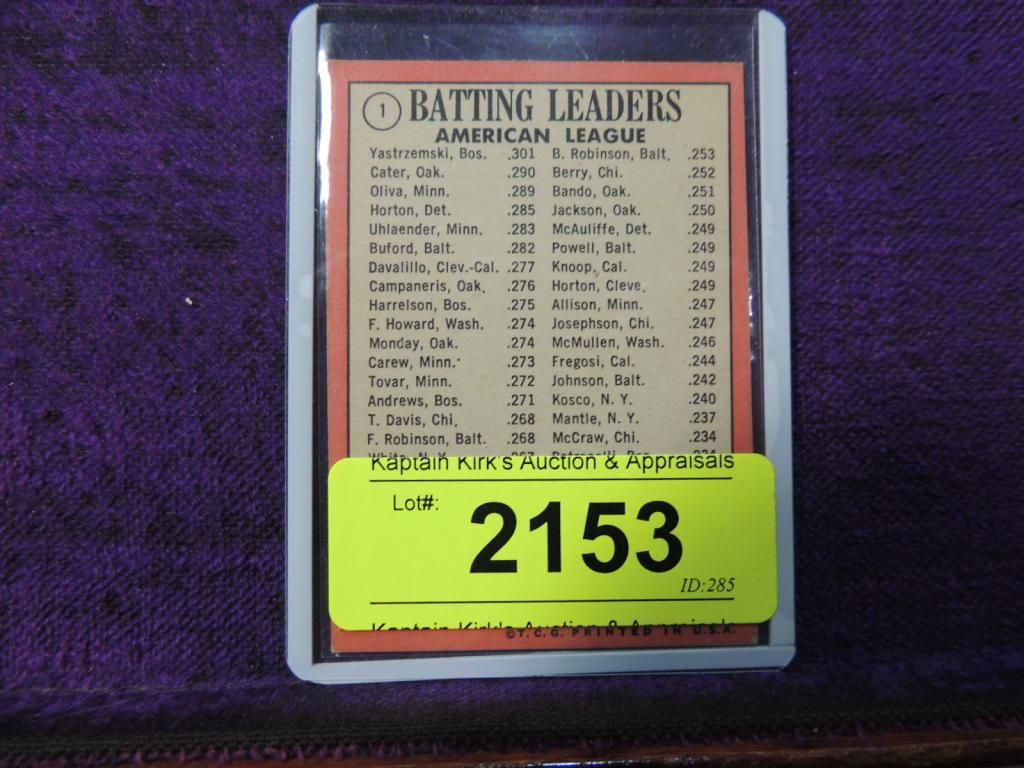 1 BATTING LEADERS
AMERICAN LEAGUE
Yastrzemski, Bos. .301 B. Robinson, Balt. .253
Cater, Oak. .290 Berry, Chi. .252
Oliva, Minn. .289 Bando, Oak. .251
Horton, Det. .285 Jackson, Oak. .250
Uhlaender, Minn. .283 McAuliffe, Det. .249
Buford, Balt. .282 Powell, Balt. .249
Davalillo, Clev.-Cal. .277 Knoop, Cal. .249
Campaneris, Oak. .276 Horton, Cleve. .249
Harrelson, Bos. .275 Allison, Minn. .247
F. Howard, Wash. .274 Josephson, Chi. .247
Monday, Oak. .274 McMullen, Wash. .246
Carew, Minn. .273 Fregosi, Cal. .244
Tovar, Minn. .272 Johnson, Balt. .242
Andrews, Bos. .271 Kosco, N. Y. .240
T. Davis, Chi. .268 Mantle, N. Y. .237
F. Robinson, Balt. .268 McCraw, Chi. .234
Kaptain Kirk's Auction & Appraisals
Lot#: 2153
ID:285
Kaptain Kirk's Auction & Appraisals
©T.C.G. PRINTED IN U.S.A.